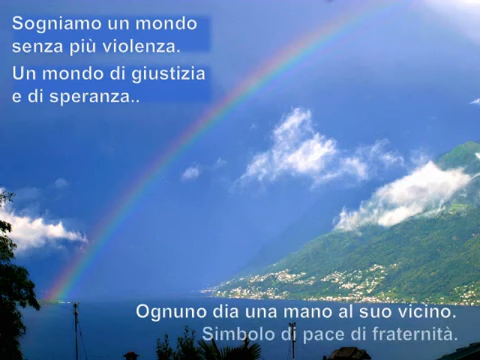 Sogniamo un mondo
senza più violenza.
Un mondo di giustizia
e di speranza..
Ognuno dia una mano al suo vicino.
Simbolo di pace di fraternità.